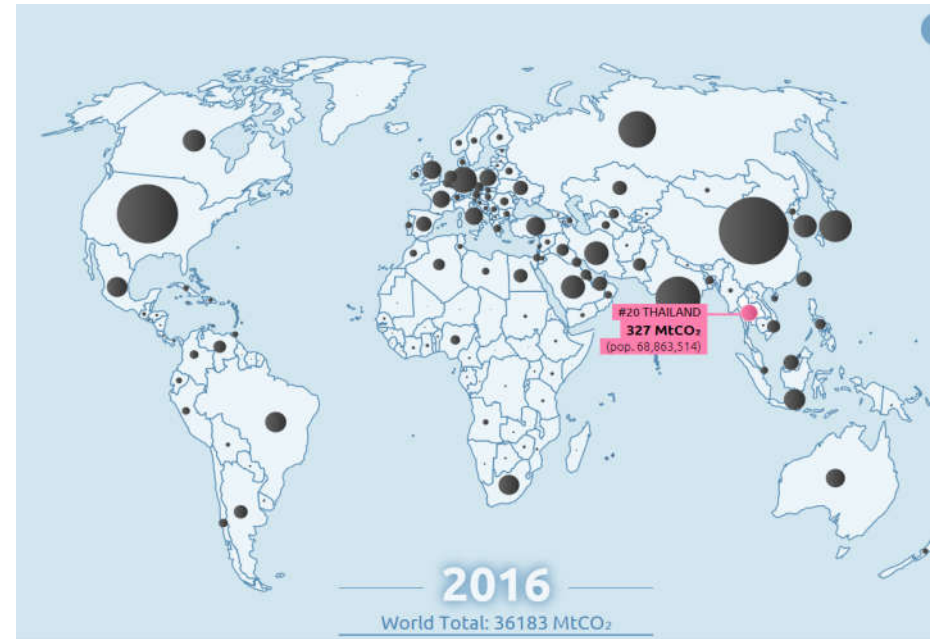 #20 THAILAND
327 MtCO₂
(pop. 68,863,514)
2016
World Total: 36183 MtCO₂